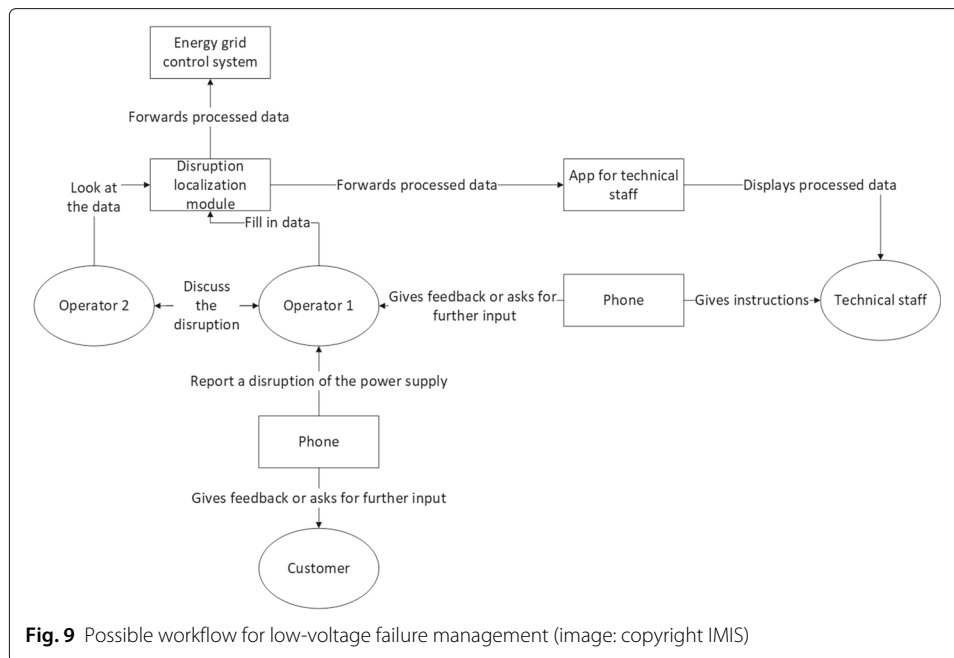 Energy grid
control system
Forwards processed data
Look at
the data
Disruption
localization
module
Forwards processed data
App for technical
staff
Displays processed data
Fill in data
Operator 2
Discuss
the
disruption
Operator 1
Gives feedback or asks for
further input
Phone
Gives instructions
Technical staff
Report a disruption of the power supply
Phone
Gives feedback or asks for further input
Customer
Fig. 9 Possible workflow for low-voltage failure management (image: copyright IMIS)